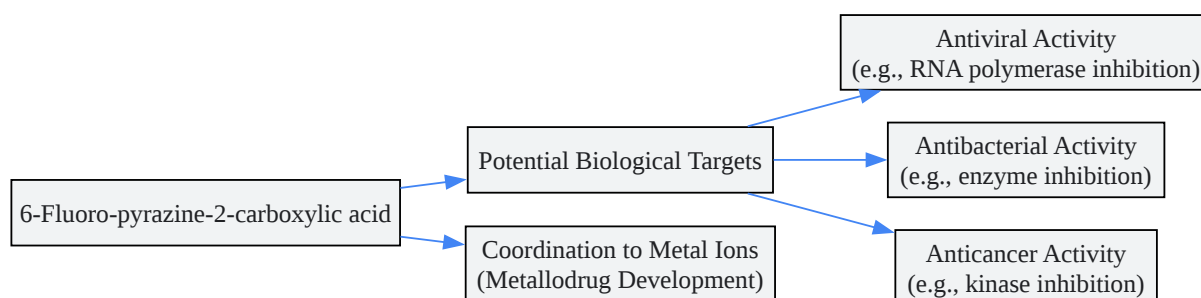 6-Fluoro-pyrazine-2-carboxylic acid
Potential Biological Targets
Coordination to Metal Ions
(Metallodrug Development)
Antiviral Activity
(e.g., RNA polymerase inhibition)
Antibacterial Activity
(e.g., enzyme inhibition)
Anticancer Activity
(e.g., kinase inhibition)